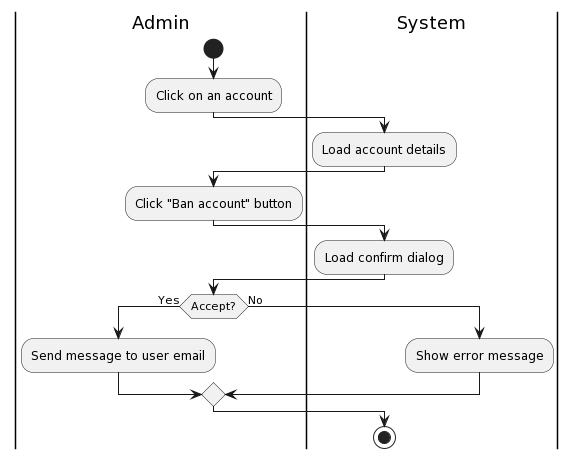 Admin
System
Click on an account
Load account details
Click "Ban account" button
Load confirm dialog
Yes
Accept?
No
Send message to user email
Show error message